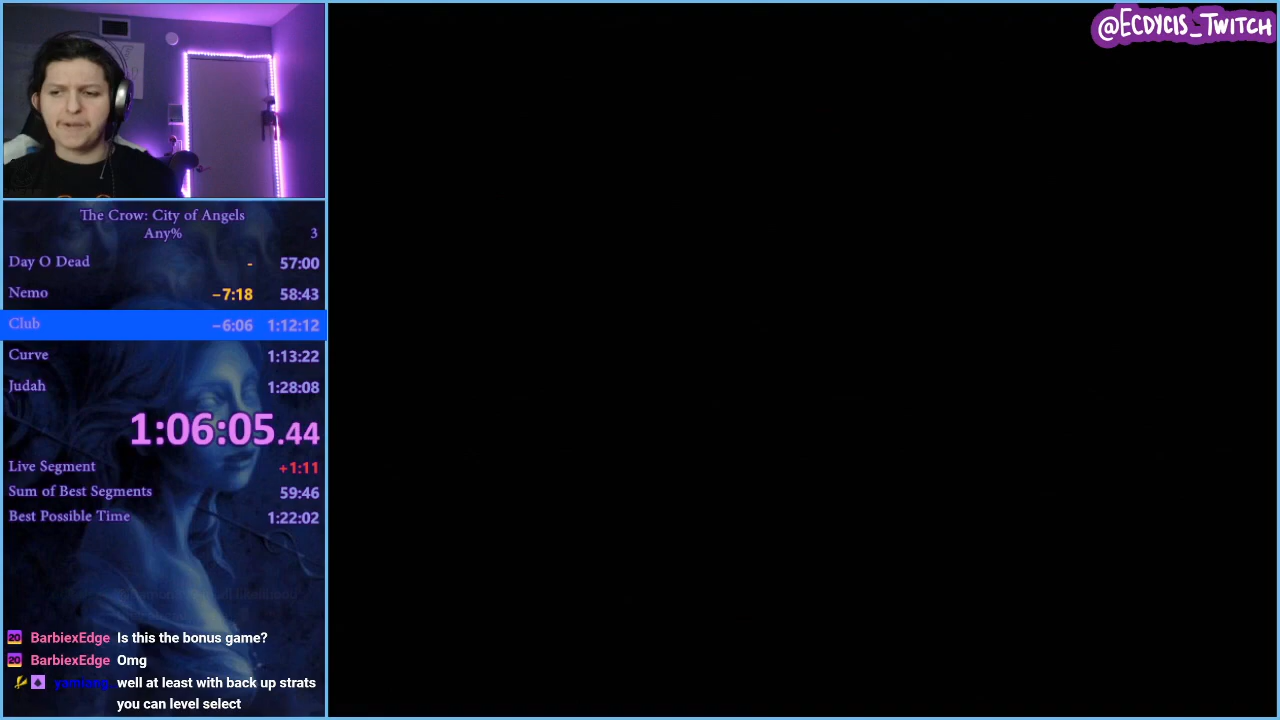 @ECDYCIS_TWITCH
The Crow: City of Angels
Any% 3
Day O Dead - 57:00
Nemo −7:18 58:43
Club −6:06 1:12:12
Curve 1:13:22
Judah 1:28:08
1:06:05.44
Live Segment +1:11
Sum of Best Segments 59:46
Best Possible Time 1:22:02
20 BarbiexEdge Is this the bonus game?
20 BarbiexEdge Omg
well at least with back up strats
you can level select